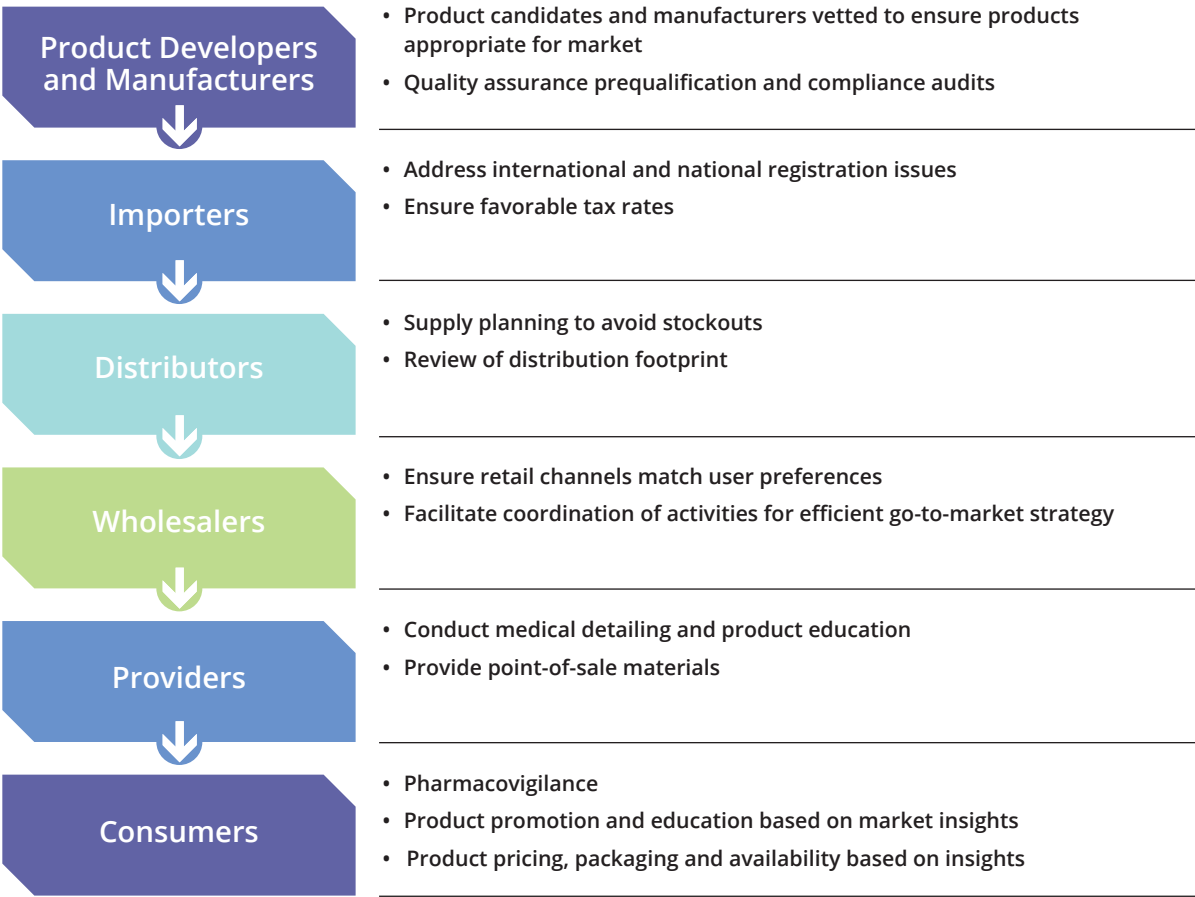 Product Developers
and Manufacturers
• Product candidates and manufacturers vetted to ensure products
appropriate for market
• Quality assurance prequalification and compliance audits
Importers
• Address international and national registration issues
• Ensure favorable tax rates
Distributors
• Supply planning to avoid stockouts
• Review of distribution footprint
Wholesalers
• Ensure retail channels match user preferences
• Facilitate coordination of activities for efficient go-to-market strategy
Providers
• Conduct medical detailing and product education
• Provide point-of-sale materials
Consumers
• Pharmacovigilance
• Product promotion and education based on market insights
• Product pricing, packaging and availability based on insights